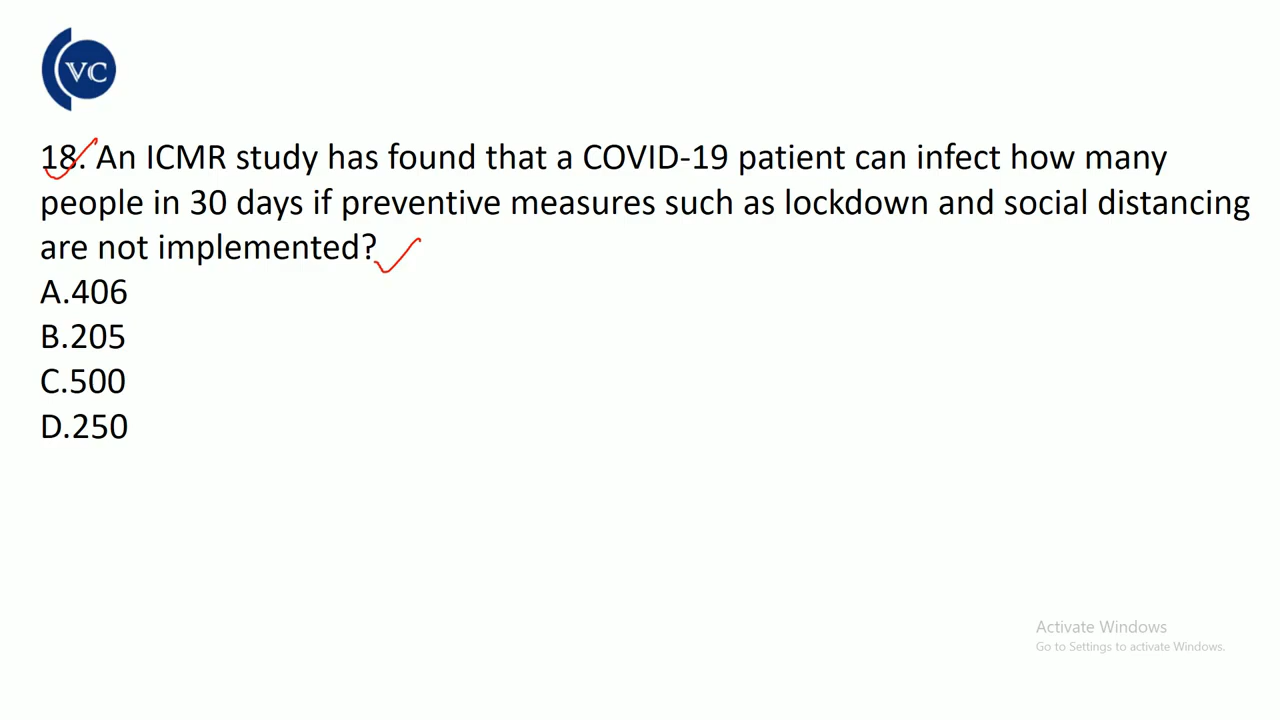 VC
18. An ICMR study has found that a COVID-19 patient can infect how many
people in 30 days if preventive measures such as lockdown and social distancing
are not implemented?
A.406
B.205
C.500
D.250
Activate Windows
Go to Settings to activate Windows.